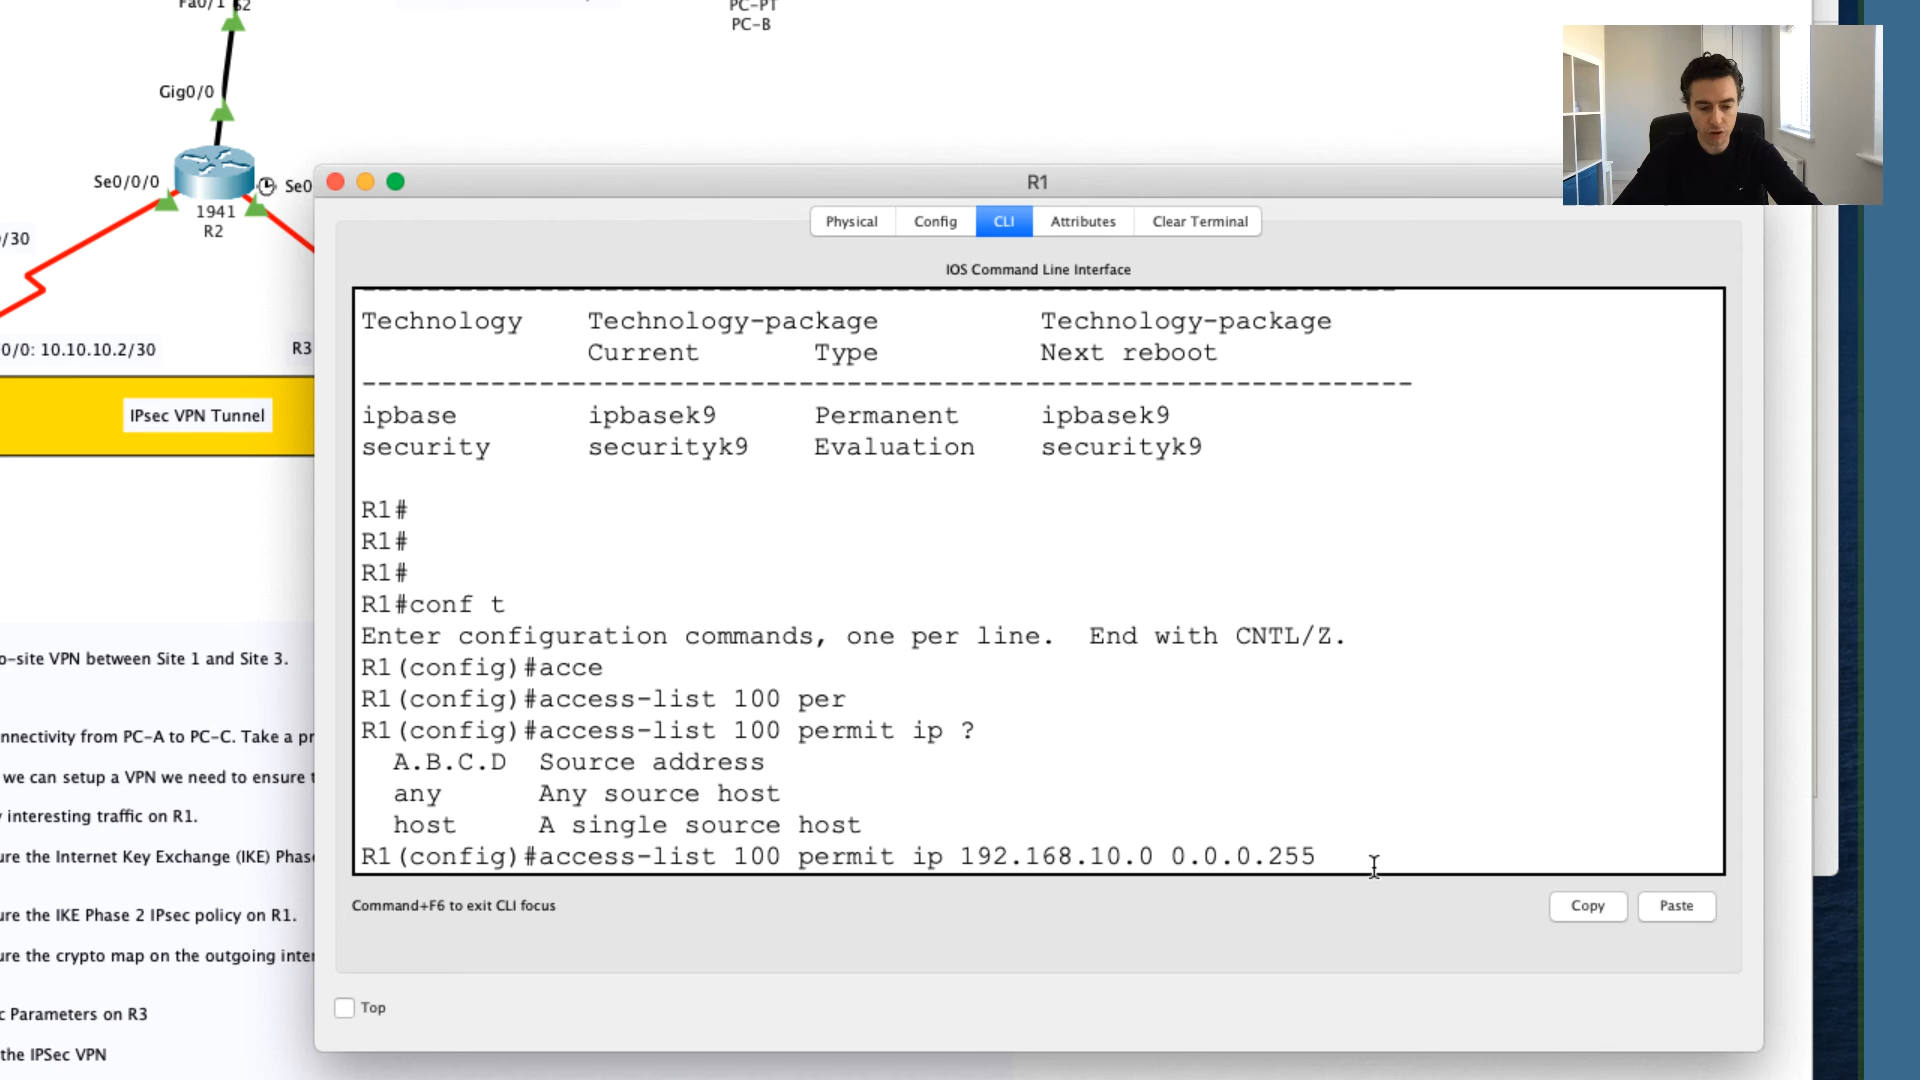 Fa0/1 S2
PC-PT
PC-B
Gig0/0
Se0/0/0
Se0
1941
R2
0/30
0/0: 10.10.10.2/30
R3
IPsec VPN Tunnel
o-site VPN between Site 1 and Site 3.
nnectivity from PC-A to PC-C. Take a pr
we can setup a VPN we need to ensure t
interesting traffic on R1.
ure the Internet Key Exchange (IKE) Phas
ure the IKE Phase 2 IPsec policy on R1.
ure the crypto map on the outgoing inter
c Parameters on R3
the IPSec VPN
R1
Physical Config CLI Attributes Clear Terminal
IOS Command Line Interface
------------------------------------------------------------------
Technology Technology-package Technology-package
Current Type Next reboot
-----------------------------------------------------------------
ipbase ipbasek9 Permanent ipbasek9
security securityk9 Evaluation securityk9
R1#
R1#
R1#
R1#conf t
Enter configuration commands, one per line. End with CNTL/Z.
R1(config)#acce
R1(config)#access-list 100 per
R1(config)#access-list 100 permit ip ?
A.B.C.D Source address
any Any source host
host A single source host
R1(config)#access-list 100 permit ip 192.168.10.0 0.0.0.255
Command+F6 to exit CLI focus
Copy Paste
Top